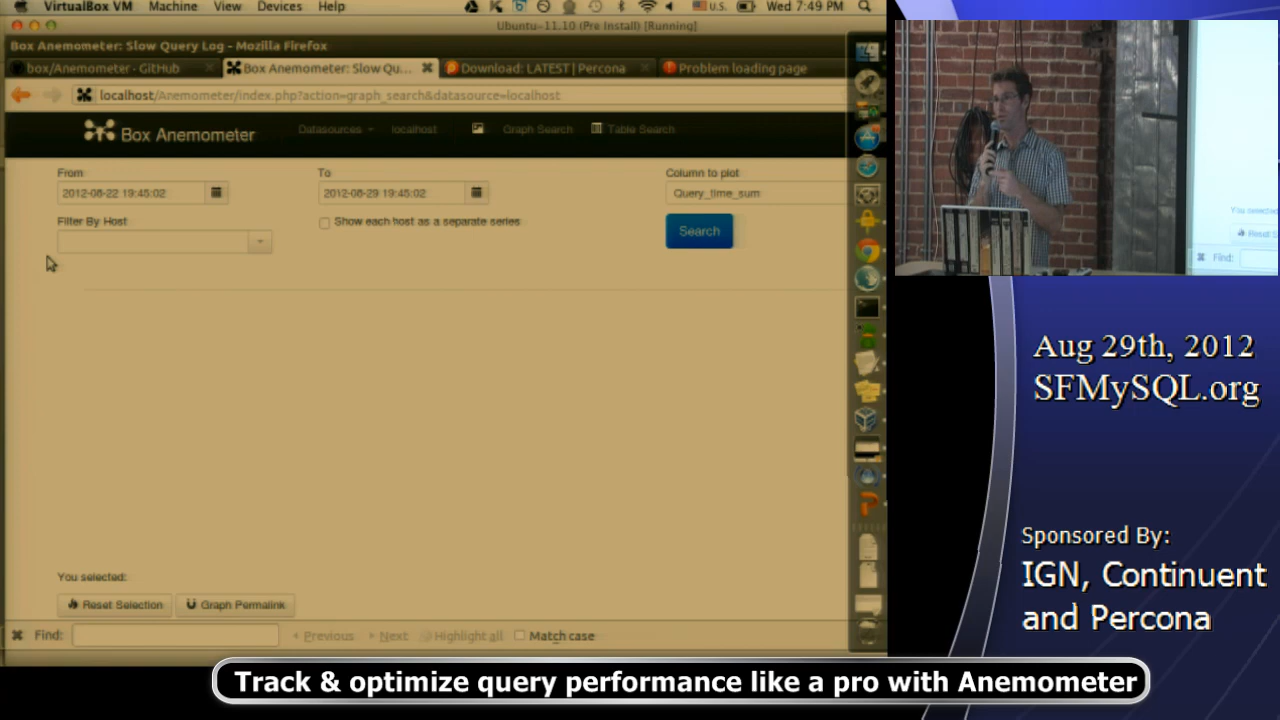 VirtualBox VM Machine View Devices Help U.S. Wed 7:49 PM
Ubuntu-11.10 (Pre Install) [Running]
Box Anemometer: Slow Query Log - Mozilla Firefox
box/Anemometer · GitHub Box Anemometer: Slow Qu... Download: LATEST | Percona Problem loading page
localhost/Anemometer/index.php?action=graph_search&datasource=localhost
Box Anemometer Datasources localhost Graph Search Table Search
From To Column to plot
2012-08-22 19:45:02 2012-08-29 19:45:02 Query_time_sum
Filter By Host Show each host as a separate series
Search
You selected:
Reset Selection Graph Permalink
Find: Previous Next Highlight all Match case
You selected
Reset S
Find:
Aug 29th, 2012
SFMySQL.org
Sponsored By:
IGN, Continuent
and Percona
Track & optimize query performance like a pro with Anemometer